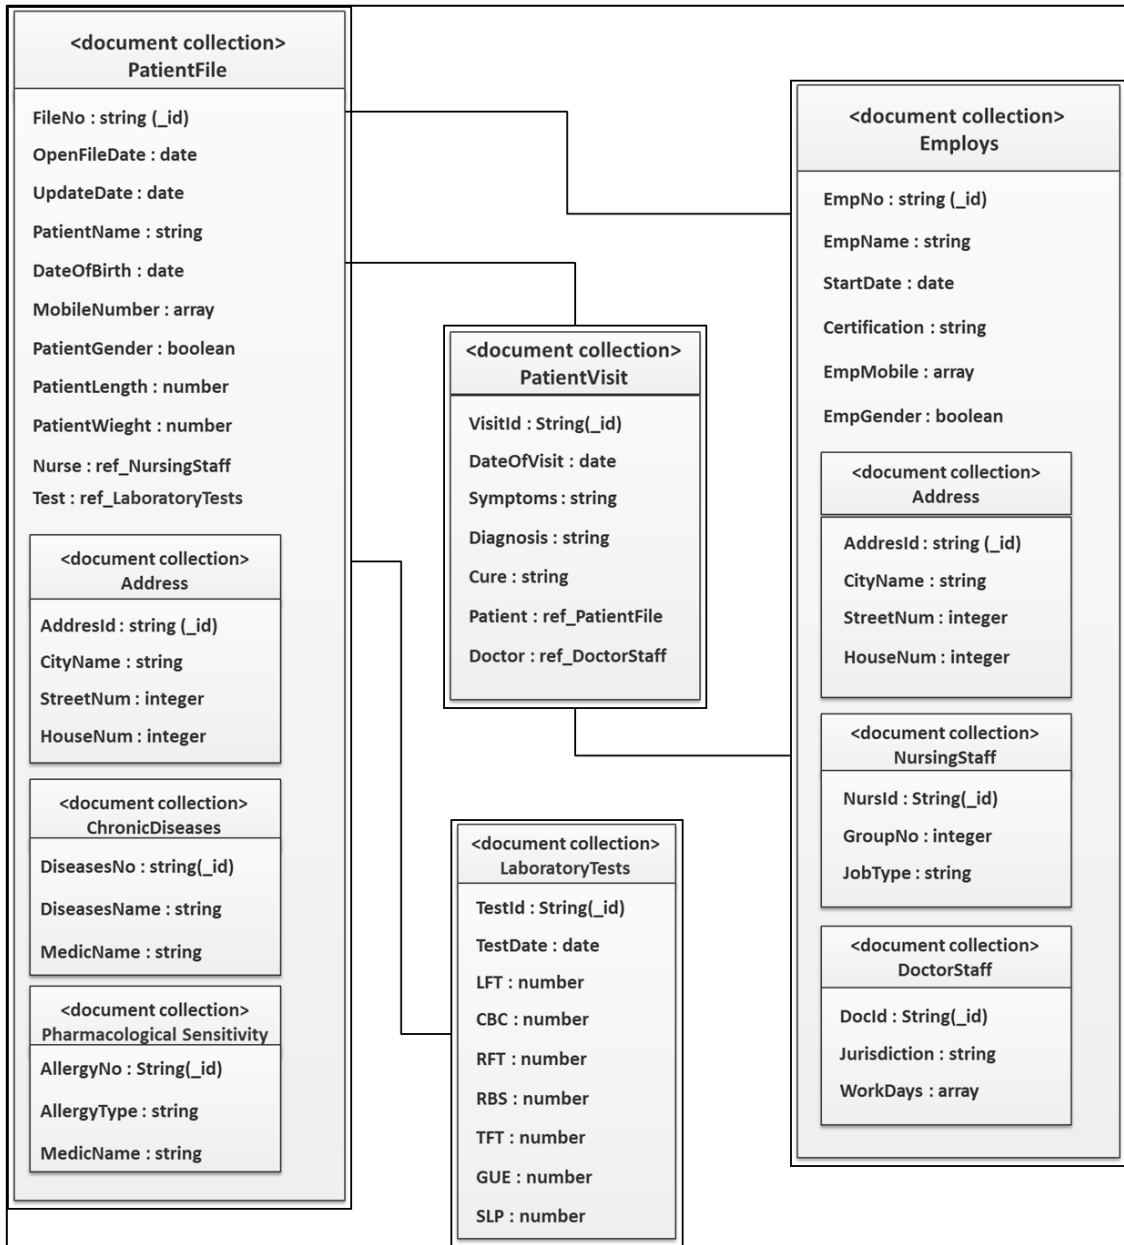 <document collection>
PatientFile
FileNo : string (_id)
OpenFileDate : date
UpdateDate : date
PatientName : string
DateOfBirth : date
MobileNumber : array
PatientGender : boolean
PatientLength : number
PatientWieght : number
Nurse : ref_NursingStaff
Test : ref_LaboratoryTests
<document collection>
Address
AddresId : string (_id)
CityName : string
StreetNum : integer
HouseNum : integer
<document collection>
ChronicDiseases
DiseasesNo : string(_id)
DiseasesName : string
MedicName : string
<document collection>
Pharmacological Sensitivity
AllergyNo : String(_id)
AllergyType : string
MedicName : string
<document collection>
PatientVisit
VisitId : String(_id)
DateOfVisit : date
Symptoms : string
Diagnosis : string
Cure : string
Patient : ref_PatientFile
Doctor : ref_DoctorStaff
<document collection>
LaboratoryTests
TestId : String(_id)
TestDate : date
LFT : number
CBC : number
RFT : number
RBS : number
TFT : number
GUE : number
SLP : number
<document collection>
Employs
EmpNo : string (_id)
EmpName : string
StartDate : date
Certification : string
EmpMobile : array
EmpGender : boolean
<document collection>
Address
AddresId : string (_id)
CityName : string
StreetNum : integer
HouseNum : integer
<document collection>
NursingStaff
NursId : String(_id)
GroupNo : integer
JobType : string
<document collection>
DoctorStaff
DocId : String(_id)
Jurisdiction : string
WorkDays : array